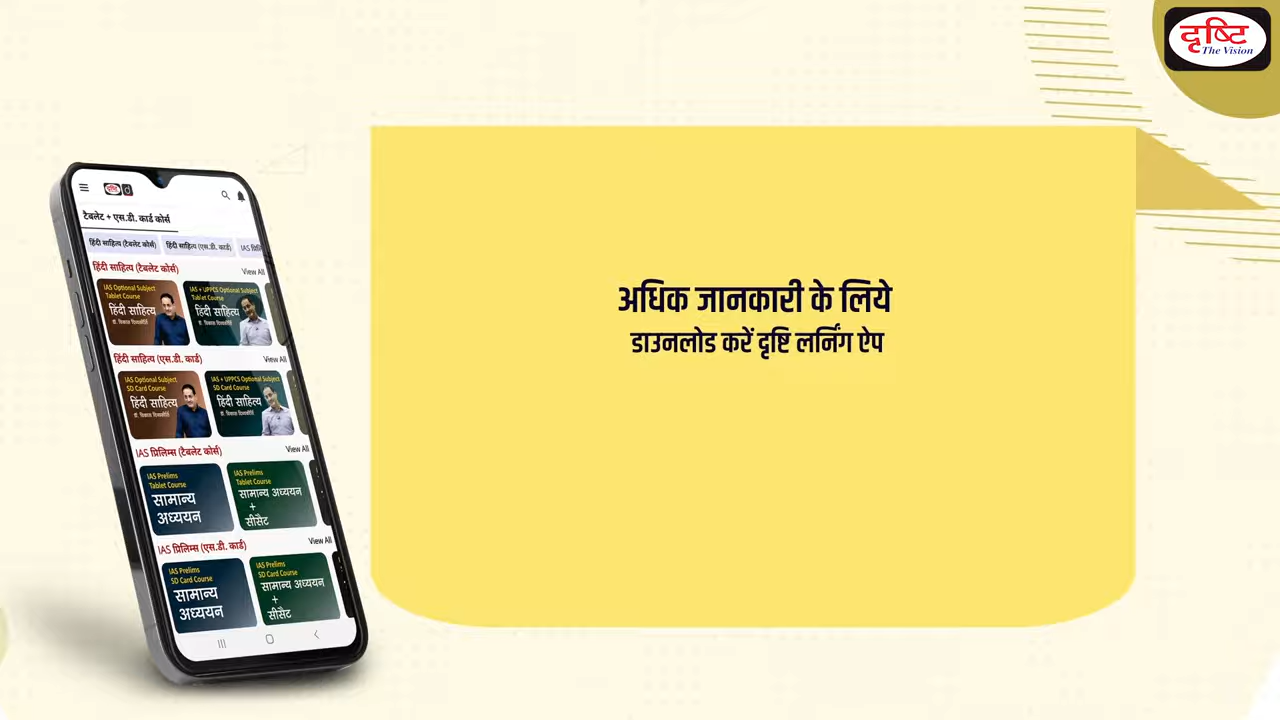 दृष्टि
The Vision
टैबलेट + एस.डी. कार्ड कोर्स
हिंदी साहित्य (टैबलेट कोर्स)
हिंदी साहित्य (एस.डी. कार्ड)
हिंदी साहित्य (टैबलेट कोर्स)
View All
IAS Optional Subject
Tablet Course
हिंदी साहित्य
डॉ. विकास दिव्यकीर्ति
IAS + UPPCS Optional Subject
Tablet Course
हिंदी साहित्य
डॉ. विकास दिव्यकीर्ति
हिंदी साहित्य (एस.डी. कार्ड)
View All
IAS Optional Subject
SD Card Course
हिंदी साहित्य
डॉ. विकास दिव्यकीर्ति
IAS + UPPCS Optional Subject
SD Card Course
हिंदी साहित्य
डॉ. विकास दिव्यकीर्ति
IAS प्रिलिम्स (टैबलेट कोर्स)
View All
IAS Prelims
Tablet Course
सामान्य
अध्ययन
IAS Prelims
Tablet Course
सामान्य अध्ययन
+
सीसैट
IAS प्रिलिम्स (एस.डी. कार्ड)
View All
IAS Prelims
SD Card Course
सामान्य
अध्ययन
IAS Prelims
SD Card Course
सामान्य अध्ययन
+
सीसैट
अधिक जानकारी के लिये
डाउनलोड करें दृष्टि लर्निंग ऐप